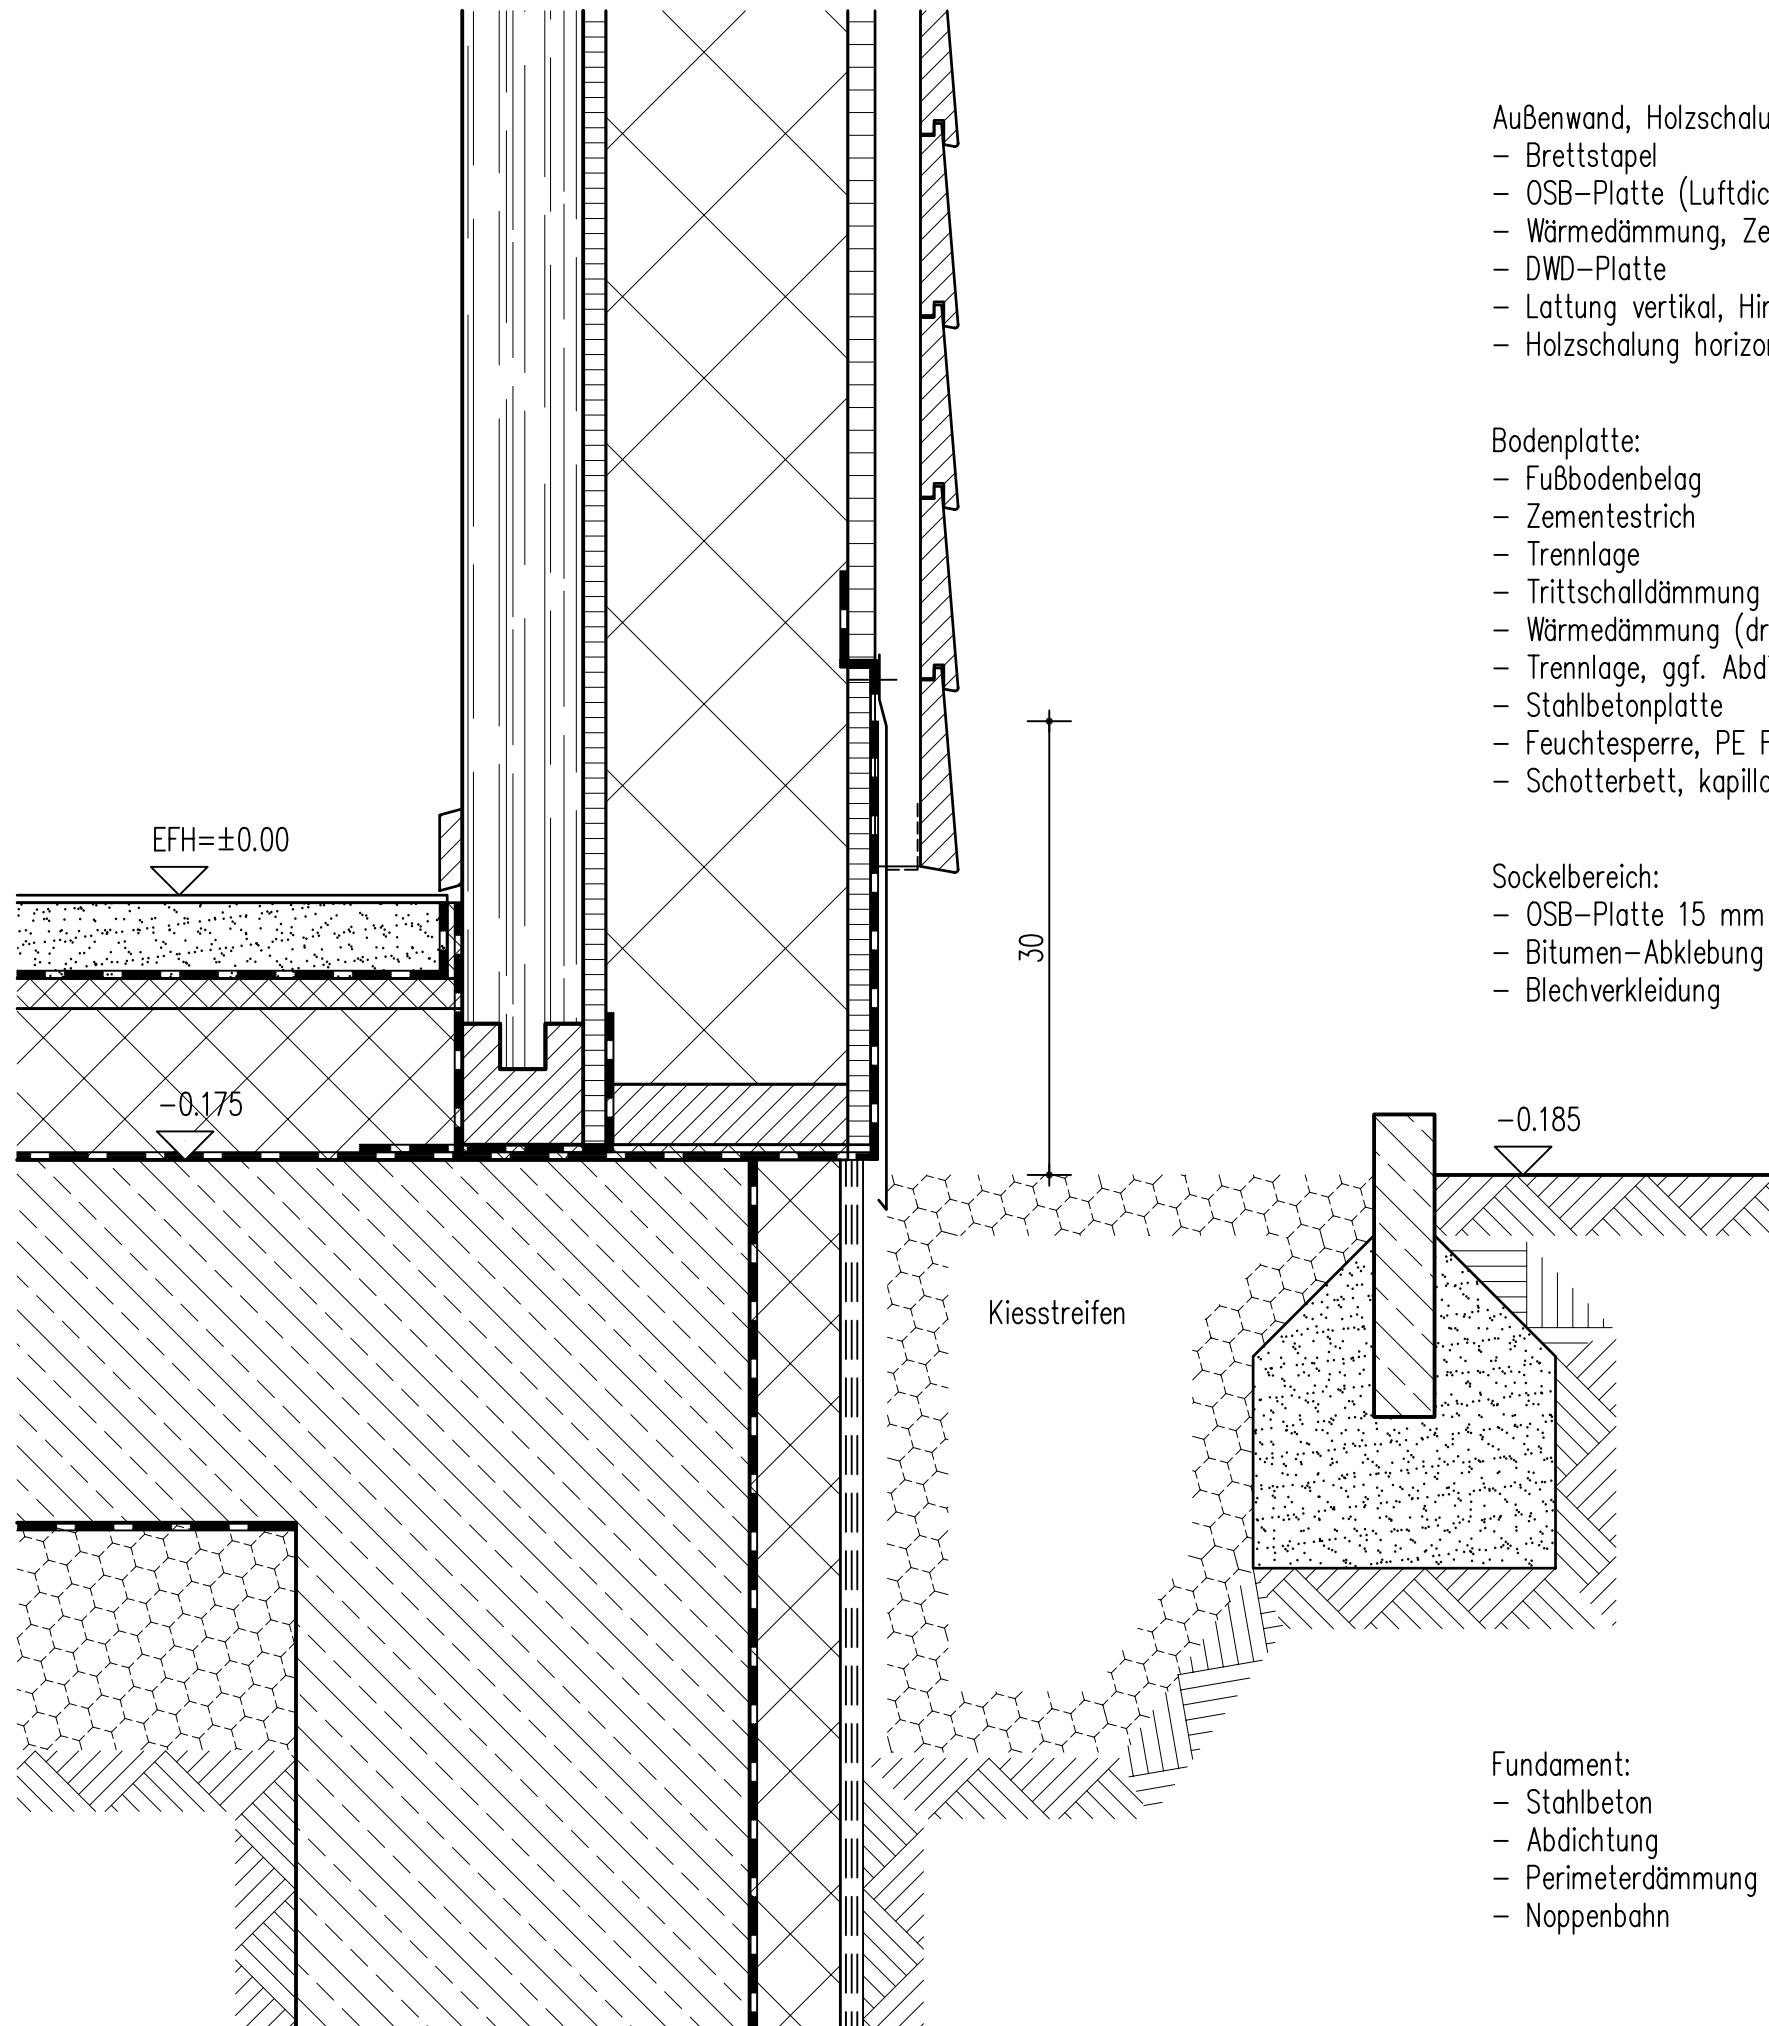 Außenwand, Holzschalu
- Brettstapel
- OSB-Platte (Luftdic
- Wärmedämmung, Ze
- DWD-Platte
- Lattung vertikal, Hin
- Holzschalung horizon
Bodenplatte:
- Fußbodenbelag
- Zementestrich
- Trennlage
- Trittschalldämmung
- Wärmedämmung (dr
- Trennlage, ggf. Abd
- Stahlbetonplatte
- Feuchtesperre, PE F
- Schotterbett, kapilla
EFH=±0.00
Sockelbereich:
- OSB-Platte 15 mm
- Bitumen-Abklebung
- Blechverkleidung
30
-0.175
-0.185
Kiesstreifen
Fundament:
- Stahlbeton
- Abdichtung
- Perimeterdämmung
- Noppenbahn